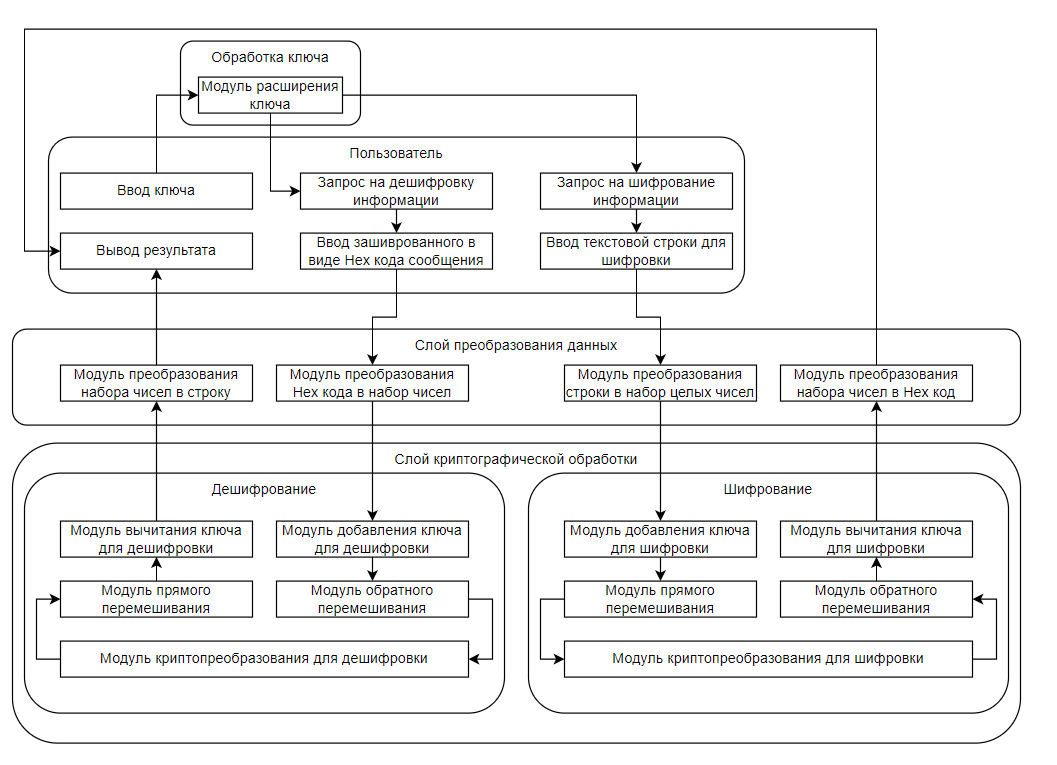 Обработка ключа
Модуль расширения
ключа
Пользователь
Ввод ключа
Запрос на дешифровку
информации
Запрос на шифрование
информации
Вывод результата
Ввод зашиврованного в
виде Hex кода сообщения
Ввод текстовой строки для
шифровки
Слой преобразования данных
Модуль преобразования
набора чисел в строку
Модуль преобразования
Hex кода в набор чисел
Модуль преобразования
строки в набор целых чисел
Модуль преобразования
набора чисел в Hex код
Слой криптографической обработки
Дешифрование
Модуль вычитания ключа
для дешифровки
Модуль добавления ключа
для дешифровки
Модуль прямого
перемешивания
Модуль обратного
перемешивания
Модуль криптопреобразования для дешифровки
Шифрование
Модуль добавления ключа
для шифровки
Модуль вычитания ключа
для шифровки
Модуль прямого
перемешивания
Модуль обратного
перемешивания
Модуль криптопреобразования для шифровки